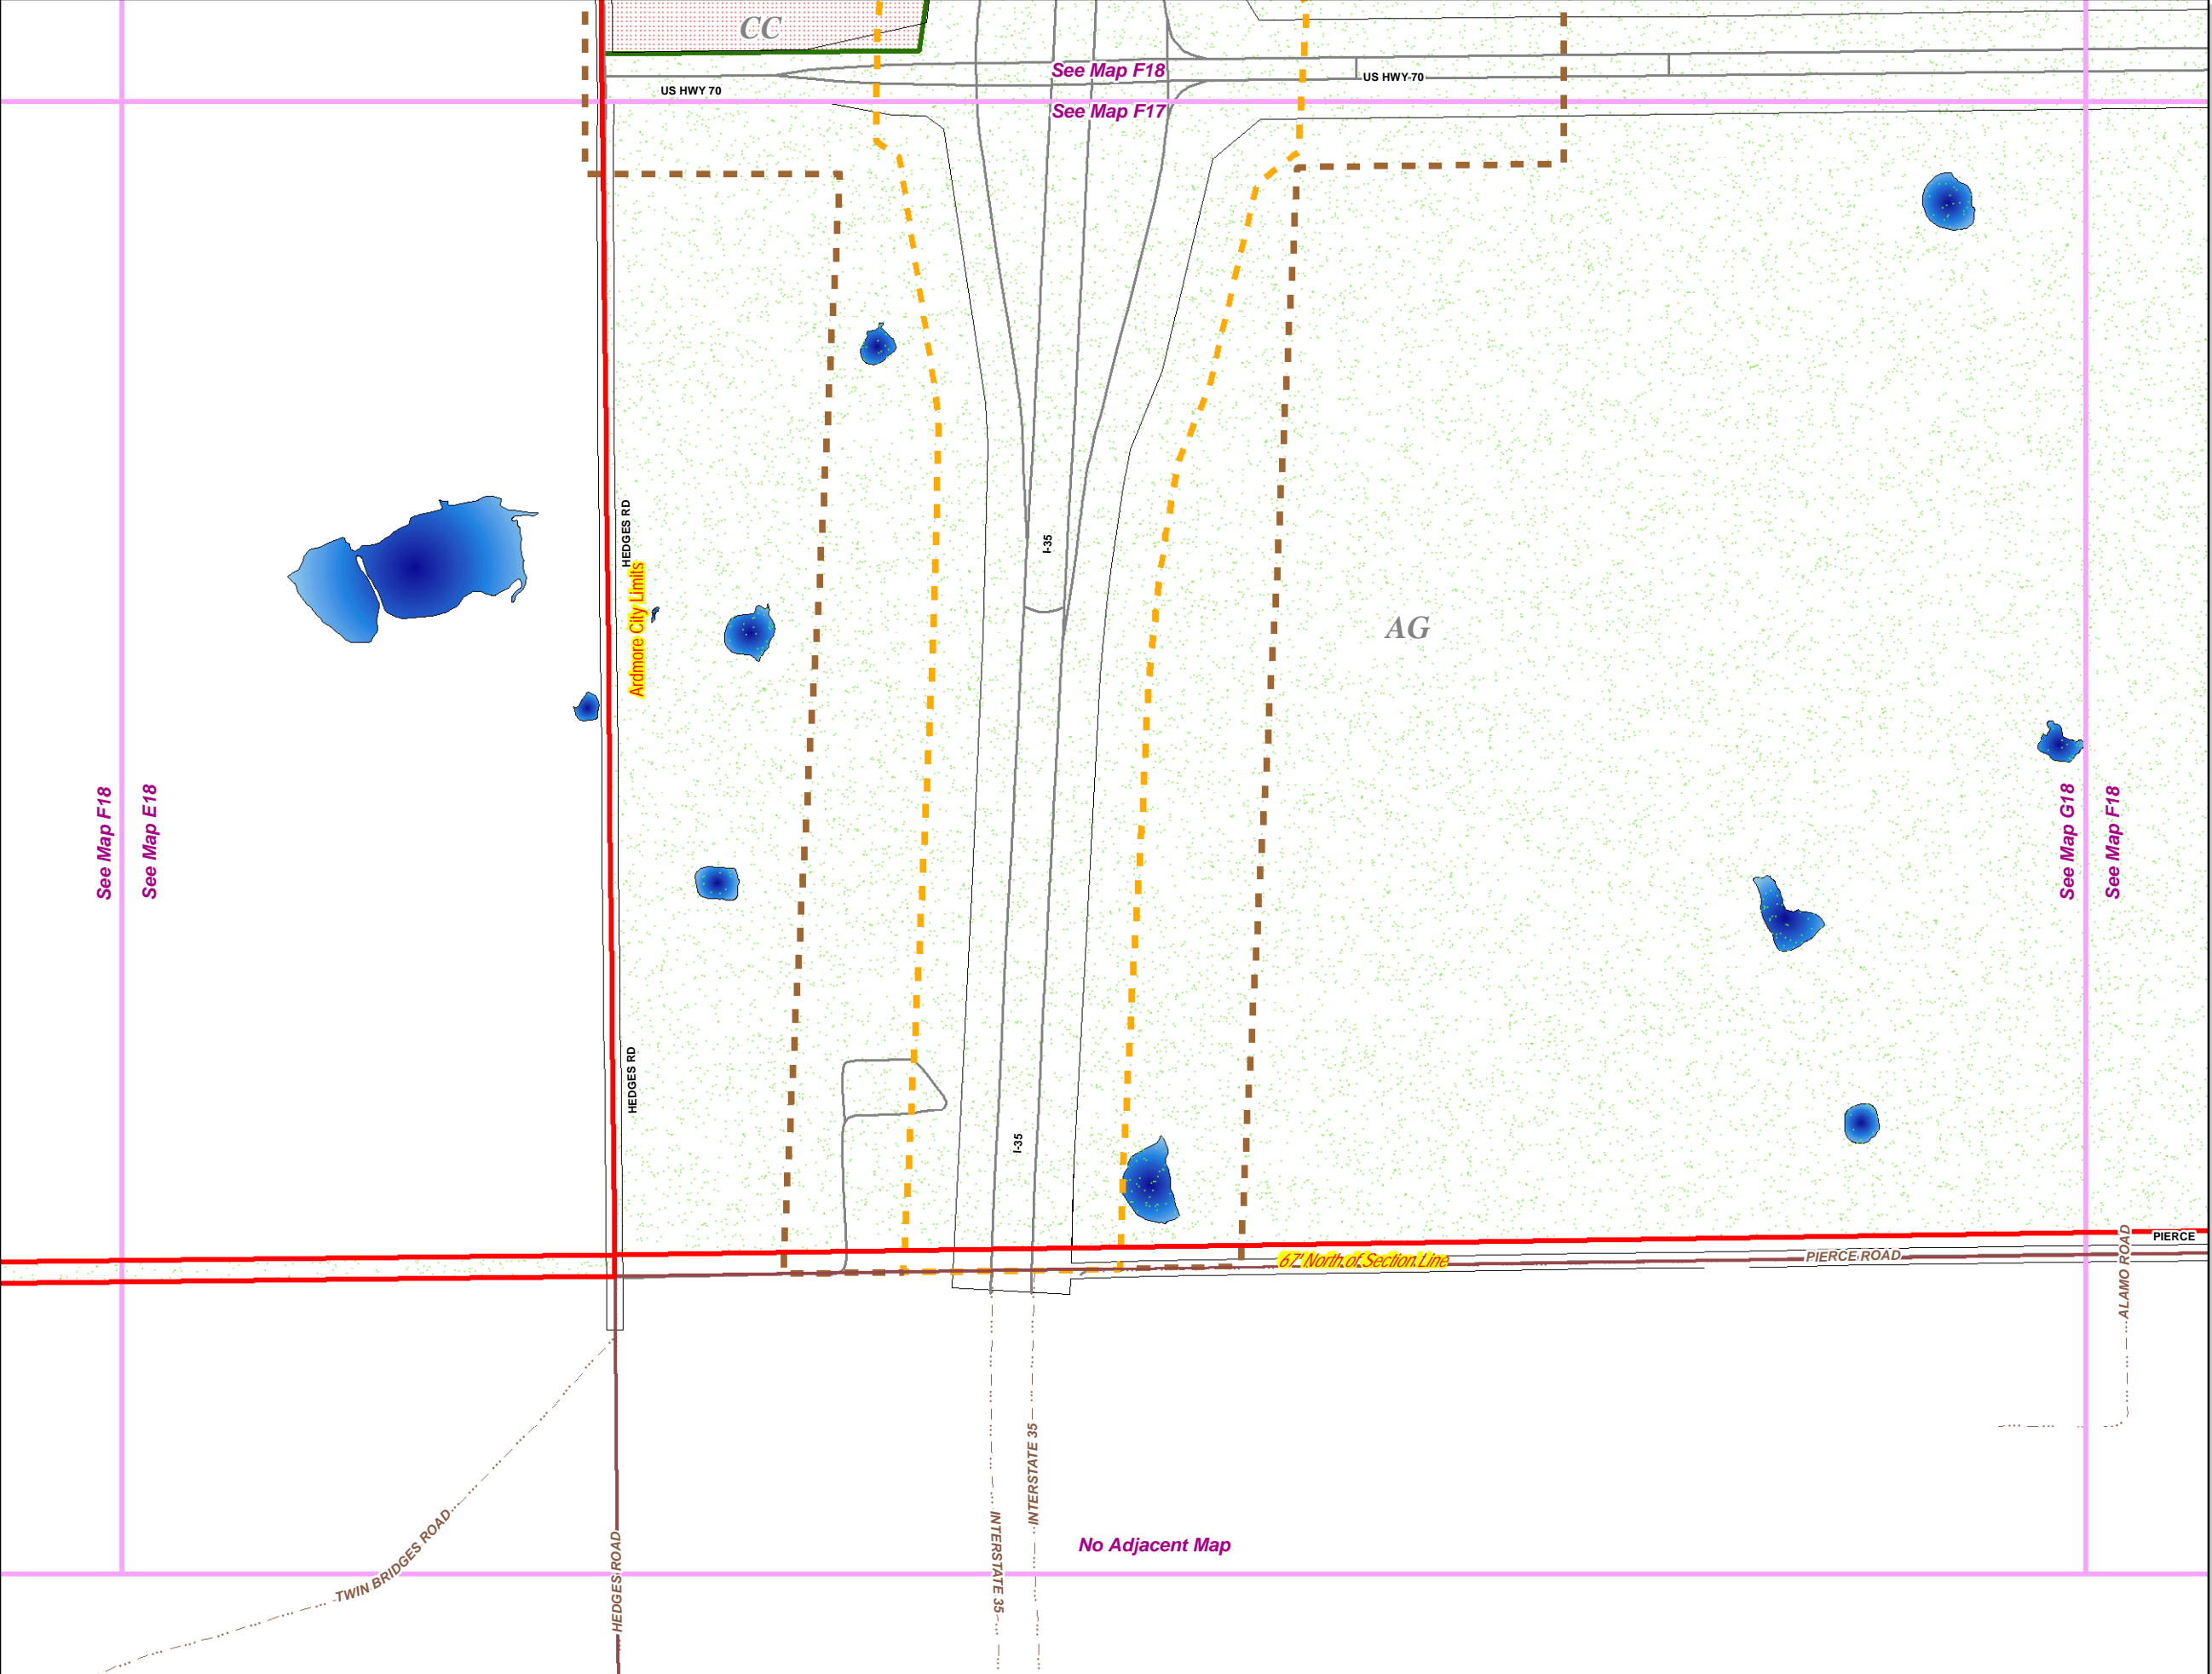 CC
See Map F18
US HWY 70
US HWY 70
See Map F17
HEDGES RD
I-35
Ardmore City Limits
AG
See Map F18
See Map E18
See Map G18
See Map F18
HEDGES RD
I-35
67' North of Section Line
PIERCE ROAD
PIERCE
ALAMO ROAD
INTERSTATE 35
INTERSTATE 35
No Adjacent Map
TWIN BRIDGES ROAD
HEDGES ROAD